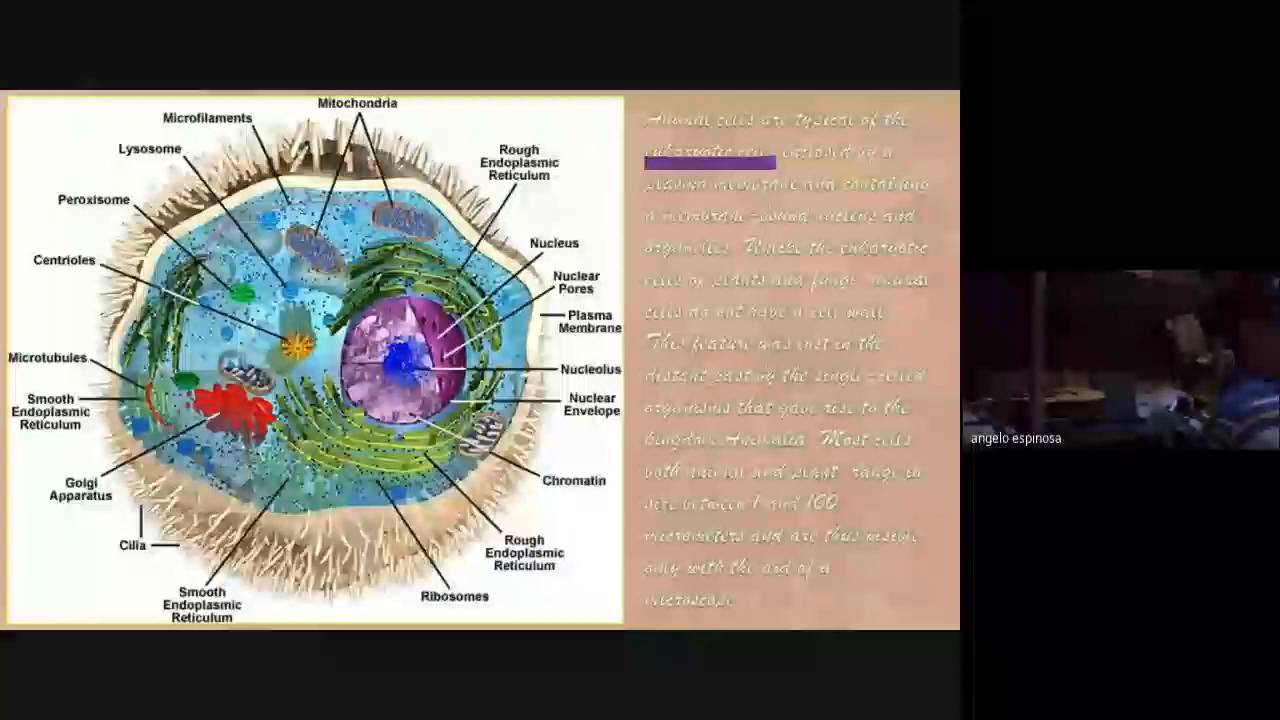 Mitochondria
Microfilaments
Lysosome
Rough
Endoplasmic
Reticulum
Peroxisome
Nucleus
Centrioles
Nuclear
Pores
Plasma
Membrane
Microtubules
Nucleolus
Smooth
Endoplasmic
Reticulum
Nuclear
Envelope
Golgi
Apparatus
Chromatin
Cilia
Rough
Endoplasmic
Reticulum
Smooth
Endoplasmic
Reticulum
Ribosomes
Animal cells are typical of the
eukaryotic cell, enclosed by a
plasma membrane and containing
a membrane-bound nucleus and
organelles. Unlike the eukaryotic
cells of plants and fungi, animal
cells do not have a cell wall.
This feature was lost in the
distant past by the single-celled
organisms that gave rise to the
kingdom Animalia. Most cells,
both animal and plant, range in
size between 1 and 100
micrometers and are thus visible
only with the aid of a
microscope.
angelo espinosa